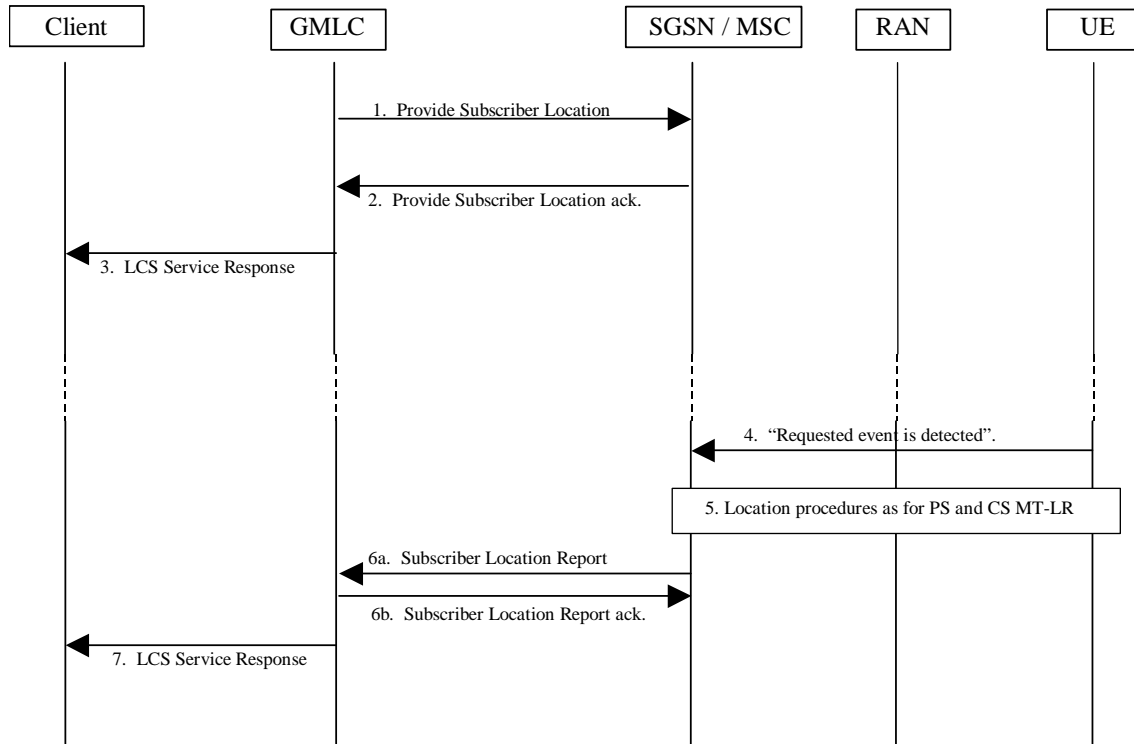 Client
GMLC
SGSN / MSC
RAN
UE
1. Provide Subscriber Location
2. Provide Subscriber Location ack.
3. LCS Service Response
4. “Requested event is detected”.
5. Location procedures as for PS and CS MT-LR
6a. Subscriber Location Report
6b. Subscriber Location Report ack.
7. LCS Service Response